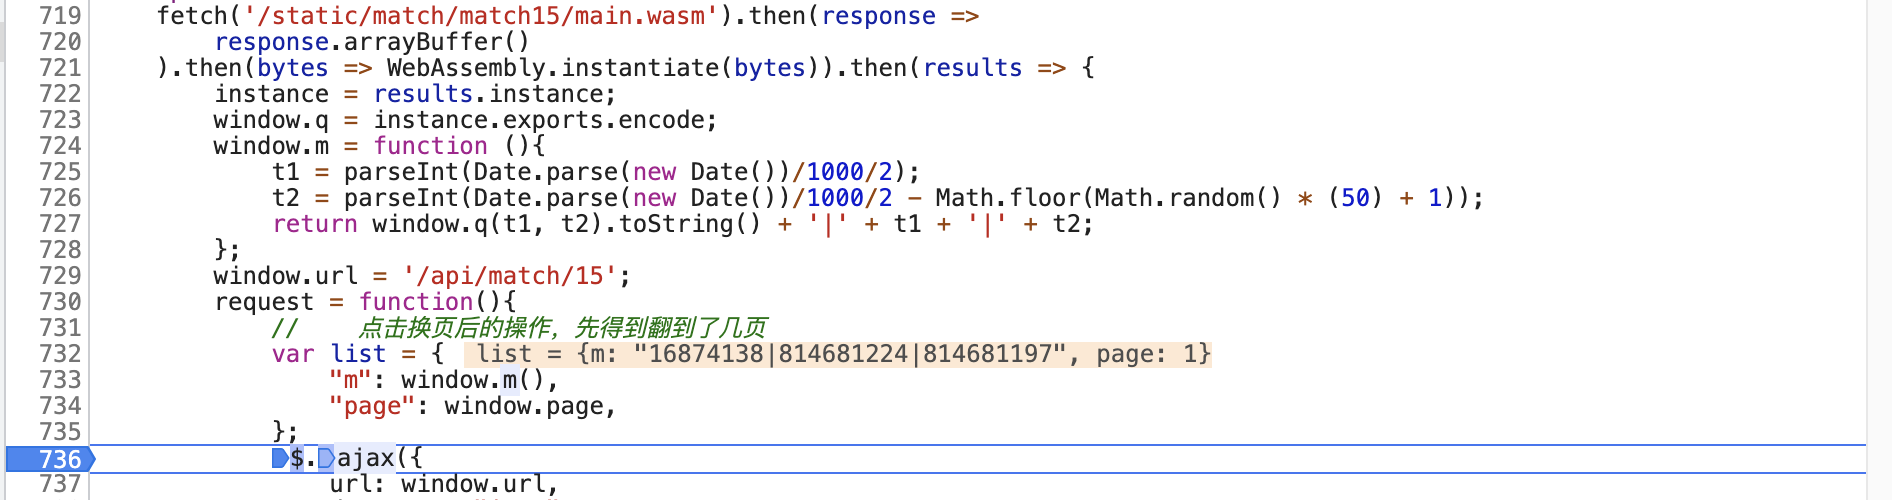 719 fetch('/static/match/match15/main.wasm').then(response =>
720 response.arrayBuffer()
721 ).then(bytes => WebAssembly.instantiate(bytes)).then(results => {
722 instance = results.instance;
723 window.q = instance.exports.encode;
724 window.m = function (){
725 t1 = parseInt(Date.parse(new Date())/1000/2);
726 t2 = parseInt(Date.parse(new Date())/1000/2 - Math.floor(Math.random() * (50) + 1));
727 return window.q(t1, t2).toString() + '|' + t1 + '|' + t2;
728 };
729 window.url = '/api/match/15';
730 request = function(){
731 // 点击换页后的操作，先得到翻到了几页
732 var list = { list = {m: "16874138|814681224|814681197", page: 1}
733 "m": window.m(),
734 "page": window.page,
735 };
736 $.ajax({
737 url: window.url,